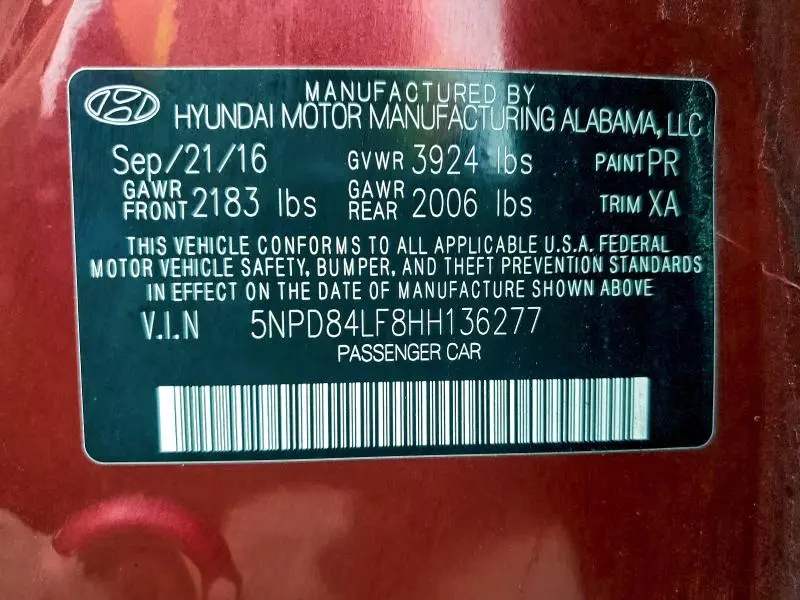 MANUFACTURED BY
HYUNDAI MOTOR MANUFACTURING ALABAMA, LLC
Sep/21/16 GVWR 3924 lbs PAINT PR
GAWR FRONT 2183 lbs GAWR REAR 2006 lbs TRIM XA
THIS VEHICLE CONFORMS TO ALL APPLICABLE U.S.A. FEDERAL
MOTOR VEHICLE SAFETY, BUMPER, AND THEFT PREVENTION STANDARDS
IN EFFECT ON THE DATE OF MANUFACTURE SHOWN ABOVE
V.I.N 5NPD84LF8HH136277
PASSENGER CAR